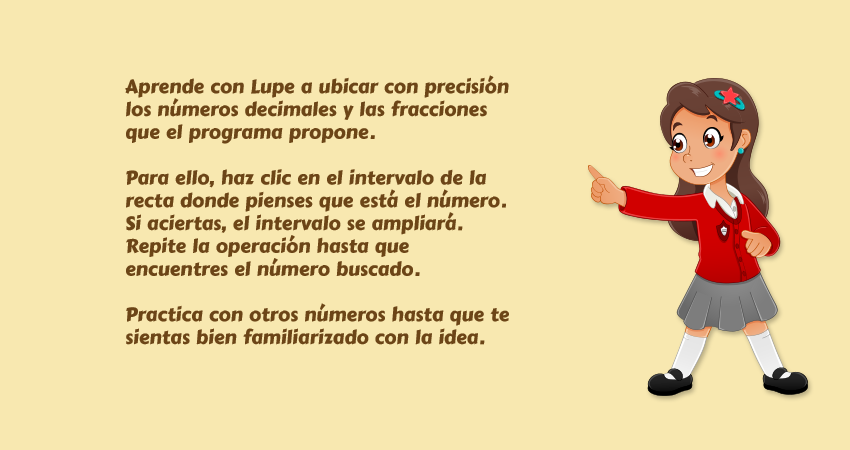 Aprende con Lupe a ubicar con precisión
los números decimales y las fracciones
que el programa propone.
Para ello, haz clic en el intervalo de la
recta donde pienses que está el número.
Si aciertas, el intervalo se ampliará.
Repite la operación hasta que
encuentres el número buscado.
Practica con otros números hasta que te
sientas bien familiarizado con la idea.